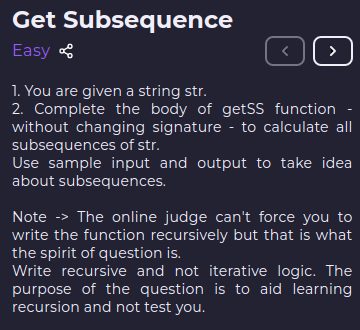 Get Subsequence
Easy
1. You are given a string str.
2. Complete the body of getSS function -
without changing signature - to calculate all
subsequences of str.
Use sample input and output to take idea
about subsequences.
Note -> The online judge can't force you to
write the function recursively but that is what
the spirit of question is.
Write recursive and not iterative logic. The
purpose of the question is to aid learning
recursion and not test you.